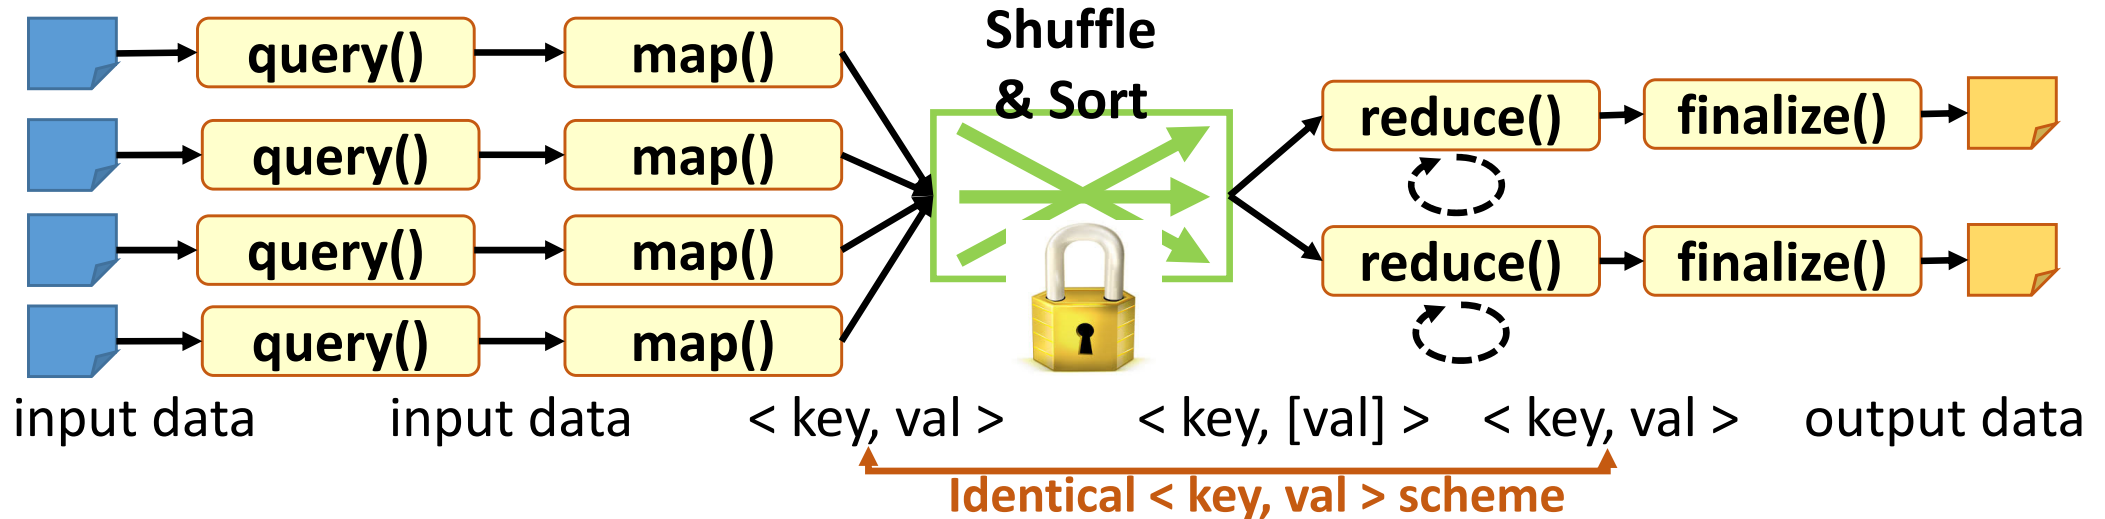 Shuffle
& Sort
query() map()
query() map()
query() map()
query() map()
reduce() finalize()
reduce() finalize()
input data input data < key, val > < key, [val] > < key, val > output data
Identical < key, val > scheme